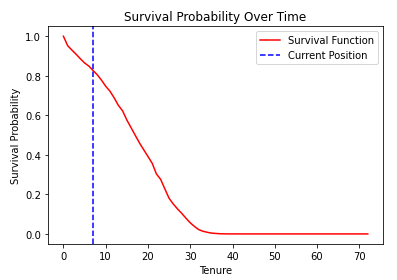 Survival Probability Over Time
Survival Function
Current Position
Survival Probability
1.0
0.8
0.6
0.4
0.2
0.0
0 10 20 30 40 50 60 70
Tenure